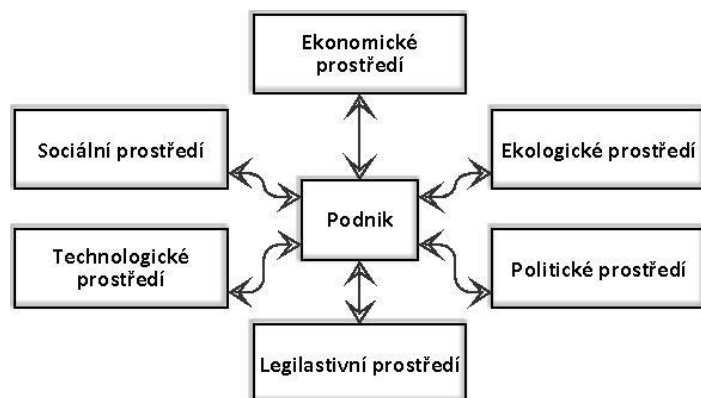 Ekonomické
prostředí
Sociální prostředí
Ekologické prostředí
Podnik
Technologické
prostředí
Politické prostředí
Legilastivní prostředí